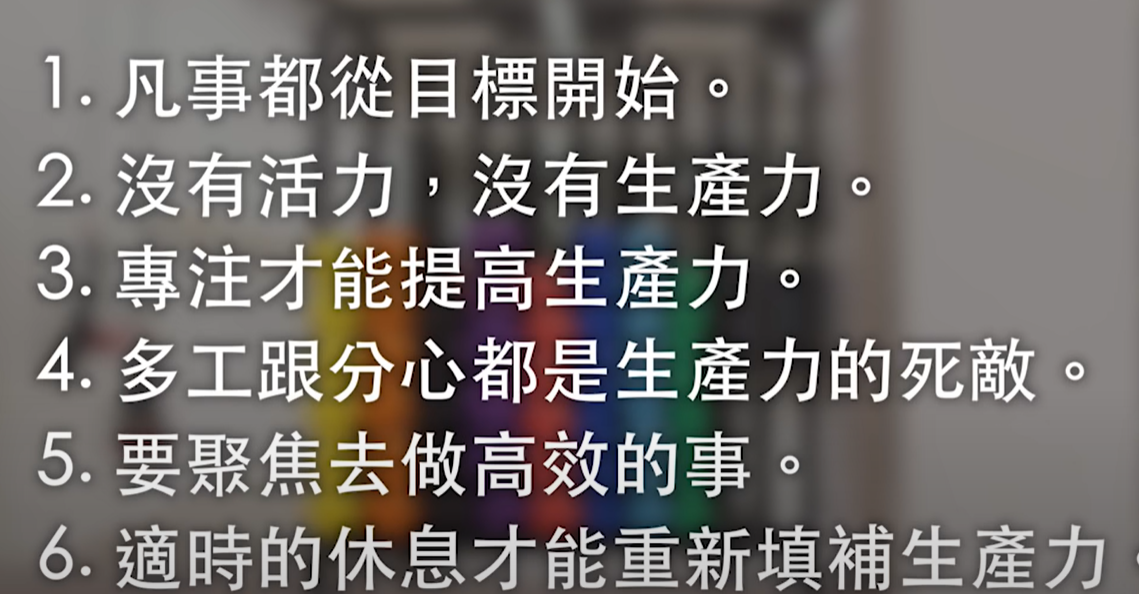 1. 凡事都從目標開始。
2. 沒有活力，沒有生產力。
3. 專注才能提高生產力。
4. 多工跟分心都是生產力的死敵。
5. 要聚焦去做高效的事。
6. 適時的休息才能重新填補生產力。